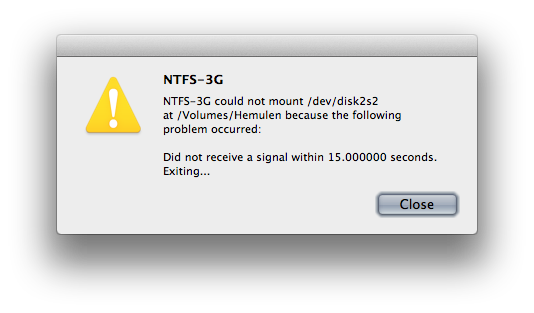 NTFS-3G
NTFS-3G could not mount /dev/disk2s2
at /Volumes/Hemulen because the following
problem occurred:
Did not receive a signal within 15.000000 seconds.
Exiting...
Close